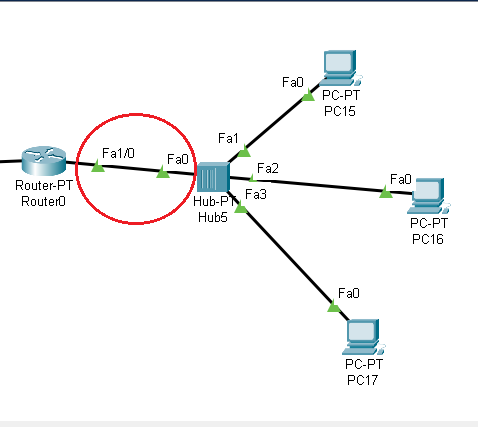 Fa0
PC-PT
PC15
Fa1
Fa1/0
Fa0
Fa2
Fa0
Router-PT
Router0
Hub-PT
Hub5
Fa3
PC-PT
PC16
Fa0
PC-PT
PC17